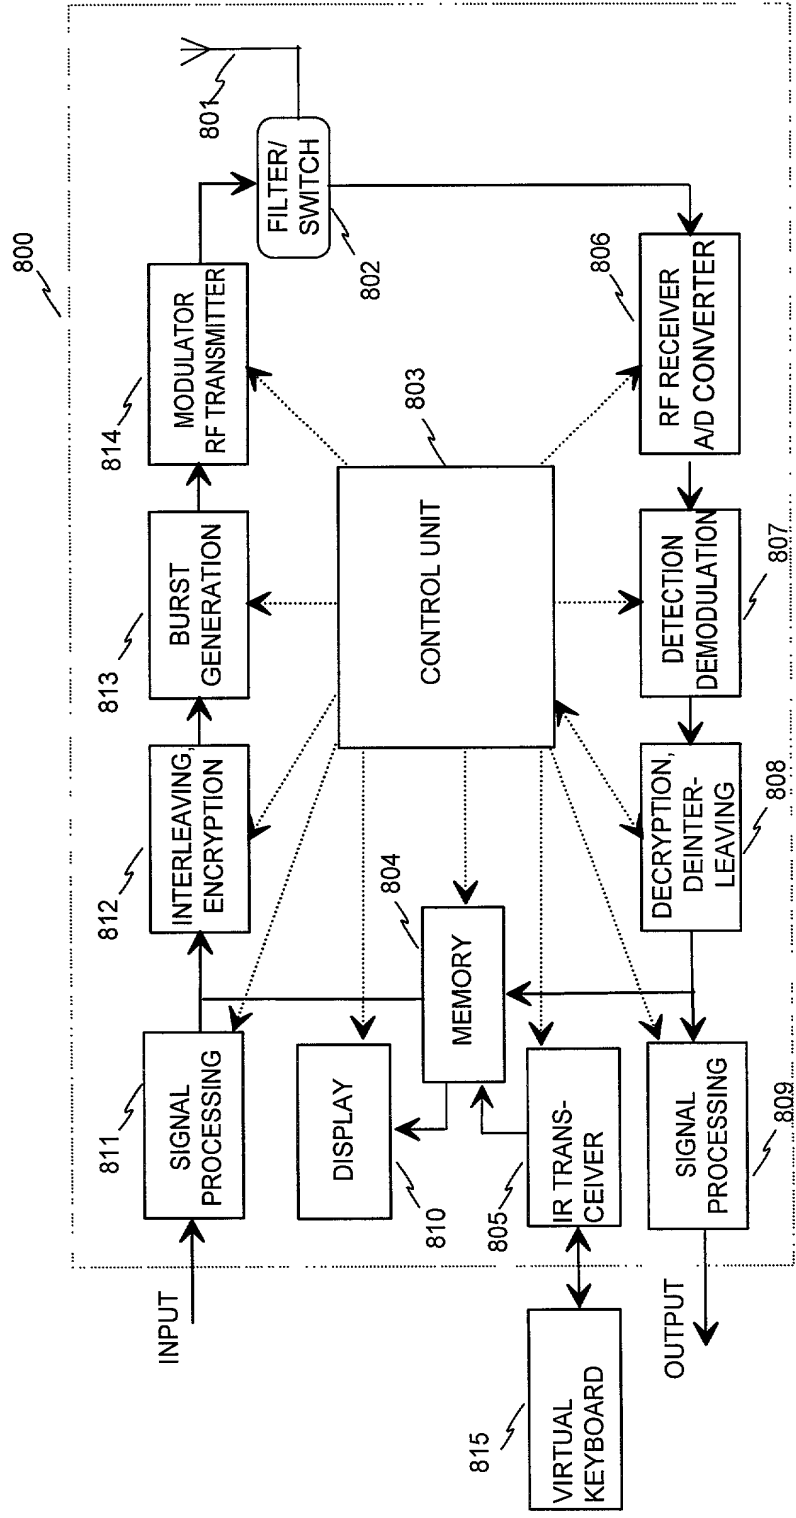 800
801
INPUT
811
SIGNAL
PROCESSING
812
INTERLEAVING,
ENCRYPTION
813
BURST
GENERATION
814
MODULATOR
RF TRANSMITTER
FILTER/
SWITCH
802
DISPLAY
810
804
MEMORY
803
CONTROL UNIT
815
VIRTUAL
KEYBOARD
805
IR TRANS-
CEIVER
OUTPUT
809
SIGNAL
PROCESSING
808
DECRYPTION,
DEINTER-
LEAVING
807
DETECTION
DEMODULATION
806
RF RECEIVER
A/D CONVERTER